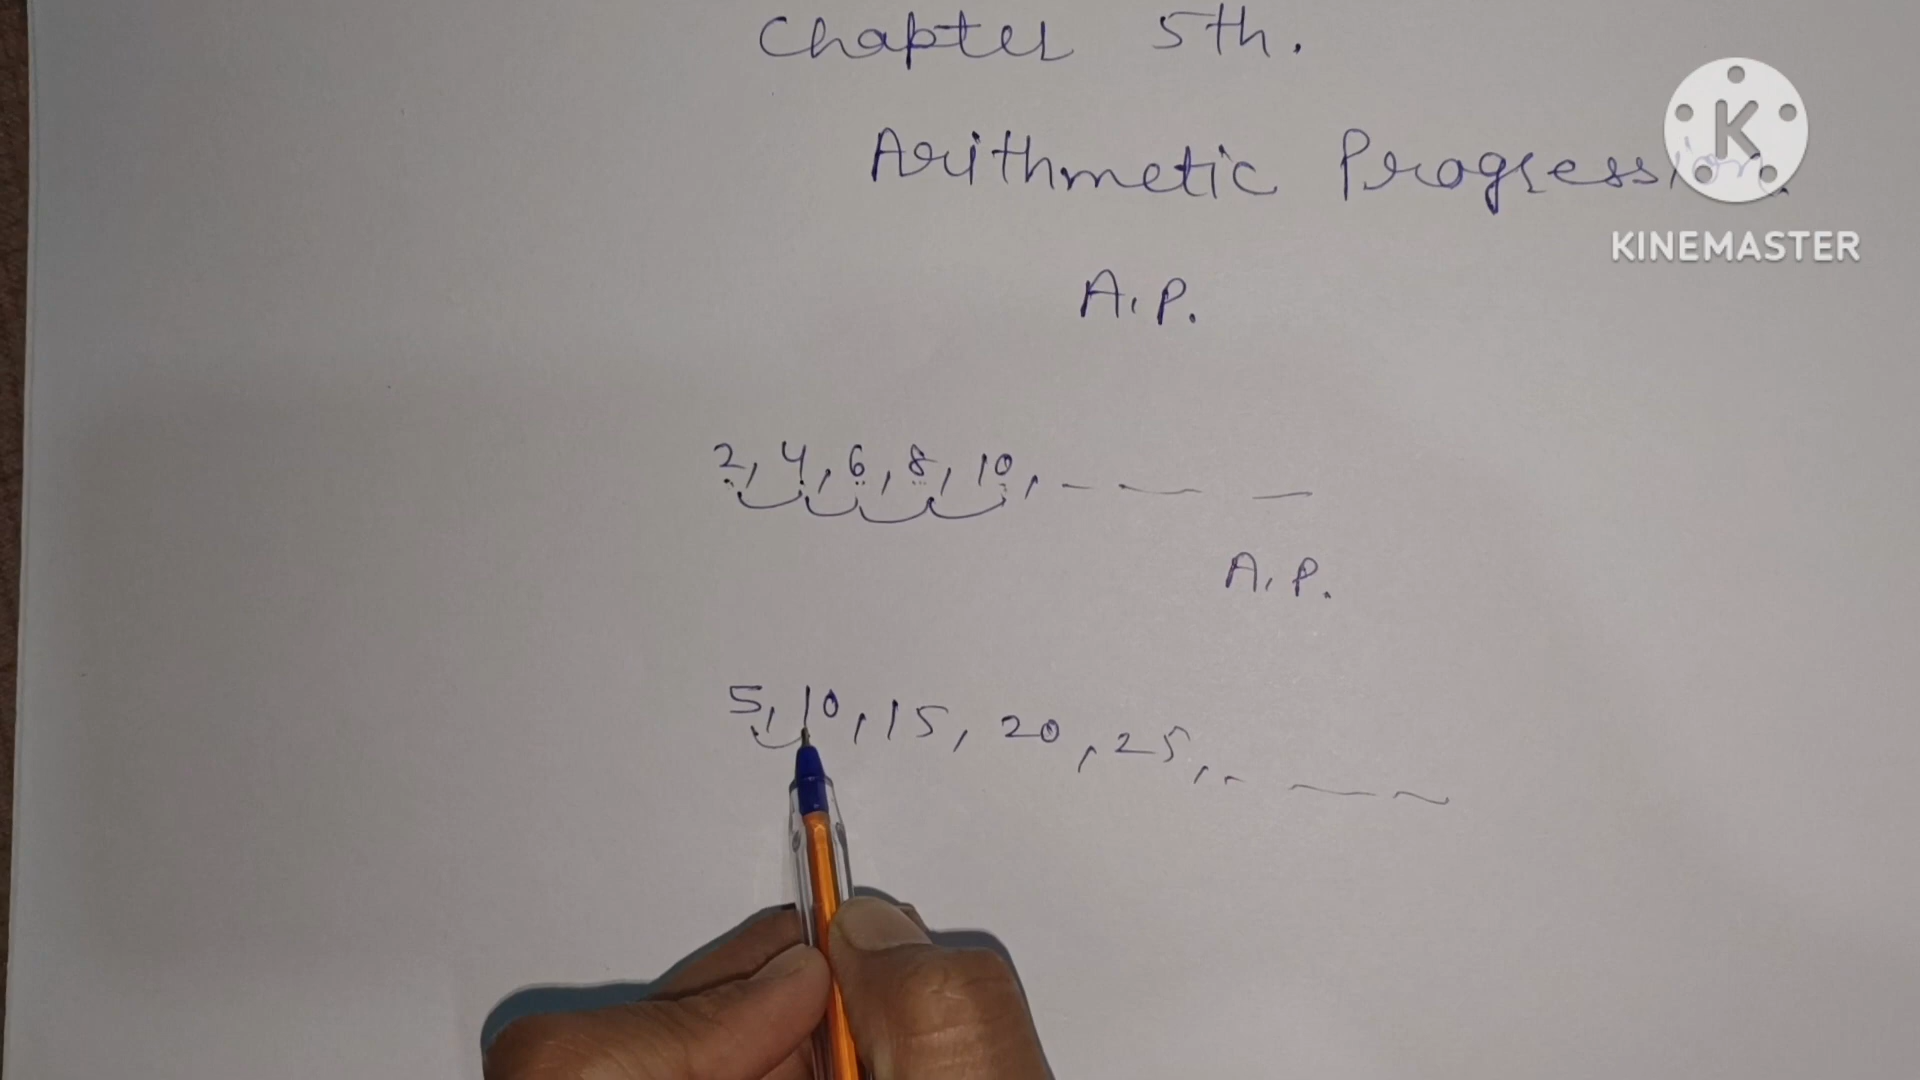 Chapter 5th.
Arithmetic Progression.
K
KINEMASTER
A.P.
2, 4, 6, 8, 10, - — —
A.P.
5, 10, 15, 20, 25, - — ~